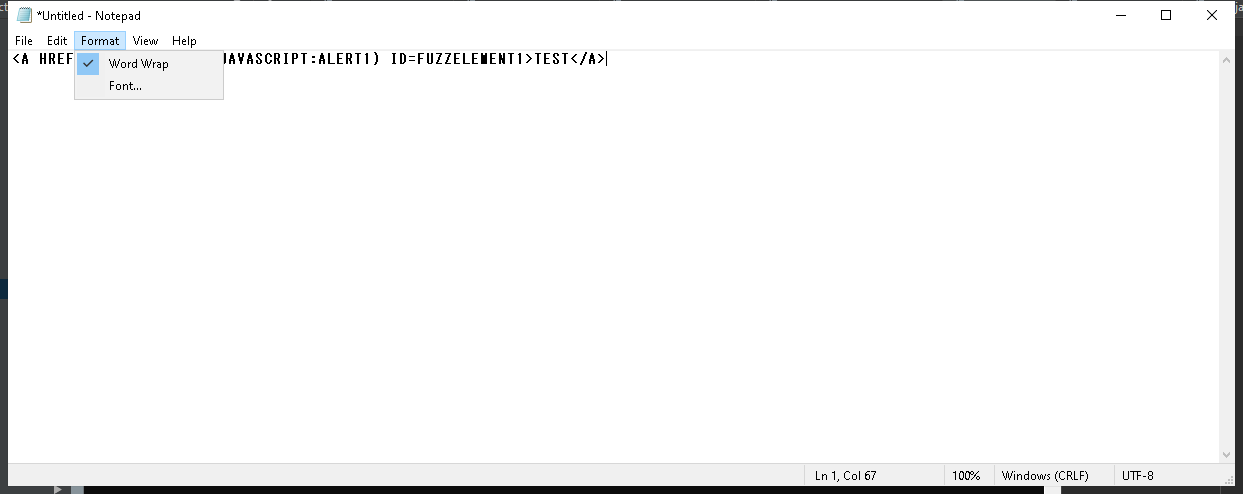 *Untitled - Notepad
File Edit Format View Help
<A HREF JAVASCRIPT:ALERT1) ID=FUZZELEMENT1>TEST</A>
Word Wrap
Font...
Ln 1, Col 67 100% Windows (CRLF) UTF-8